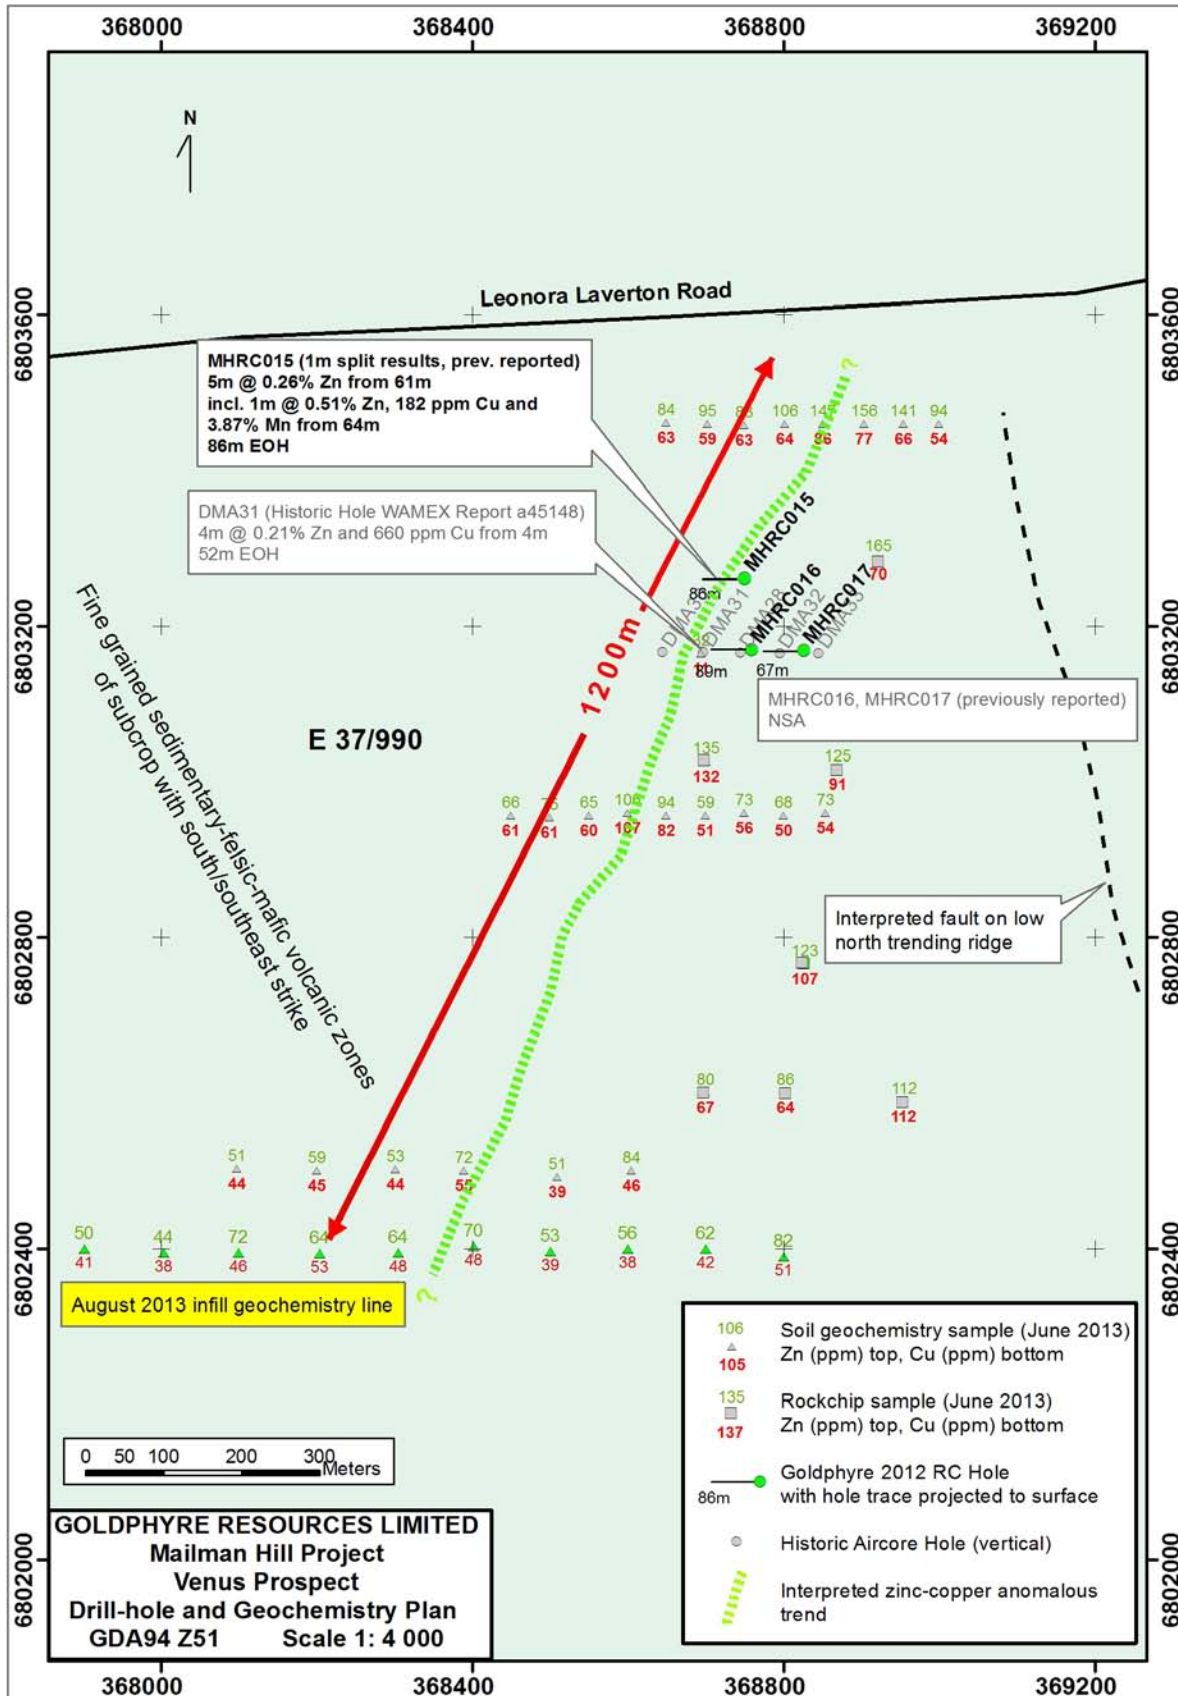 368000 368400 368800 369200
N
6803600 6803600
Leonora Laverton Road
MHRC015 (1m split results, prev. reported)
5m @ 0.26% Zn from 61m
incl. 1m @ 0.51% Zn, 182 ppm Cu and
3.87% Mn from 64m
86m EOH
?
84 95 106 156 141 94
63 59 63 64 86 77 66 54
DMA31 (Historic Hole WAMEX Report a45148)
4m @ 0.21% Zn and 660 ppm Cu from 4m
52m EOH
MHRC015
86m
165
70
6803200 6803200
DMA31 DMA28 MHRC016 DMA32 MHRC017 DMA33
89m 67m
1200m
MHRC016, MHRC017 (previously reported)
NSA
Fine grained sedimentary-felsic-mafic volcanic zones
of subcrop with south/southeast strike
E 37/990
135
132
125
91
66 65 94 59 73 68 73
61 61 60 107 82 51 56 50 54
Interpreted fault on low
north trending ridge
6802800 6802800
123
107
80 86 112
67 64 112
51 59 53 72 51 84
44 45 44 55 39 46
50 44 72 64 64 70 53 56 62 82
41 38 46 53 48 48 39 38 42 51
6802400 6802400
?
August 2013 infill geochemistry line
106
105
Soil geochemistry sample (June 2013)
Zn (ppm) top, Cu (ppm) bottom
135
137
Rockchip sample (June 2013)
Zn (ppm) top, Cu (ppm) bottom
86m
Goldphyre 2012 RC Hole
with hole trace projected to surface
Historic Aircore Hole (vertical)
Interpreted zinc-copper anomalous
trend
0 50 100 200 300
Meters
6802000 6802000
GOLDPHYRE RESOURCES LIMITED
Mailman Hill Project
Venus Prospect
Drill-hole and Geochemistry Plan
GDA94 Z51 Scale 1: 4 000
368000 368400 368800 369200